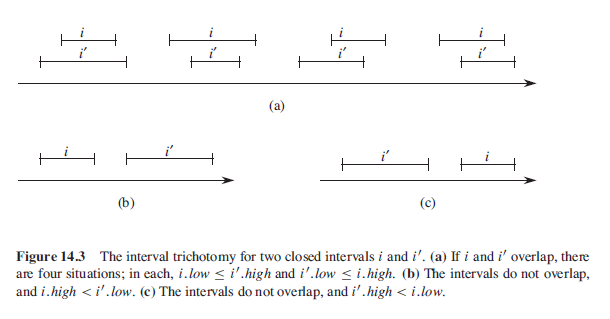 i i i i
i′ i′ i′ i′
(a)
i i′ i′ i
(b) (c)
Figure 14.3 The interval trichotomy for two closed intervals i and i′. (a) If i and i′ overlap, there
are four situations; in each, i.low ≤ i′.high and i′.low ≤ i.high. (b) The intervals do not overlap,
and i.high < i′.low. (c) The intervals do not overlap, and i′.high < i.low.